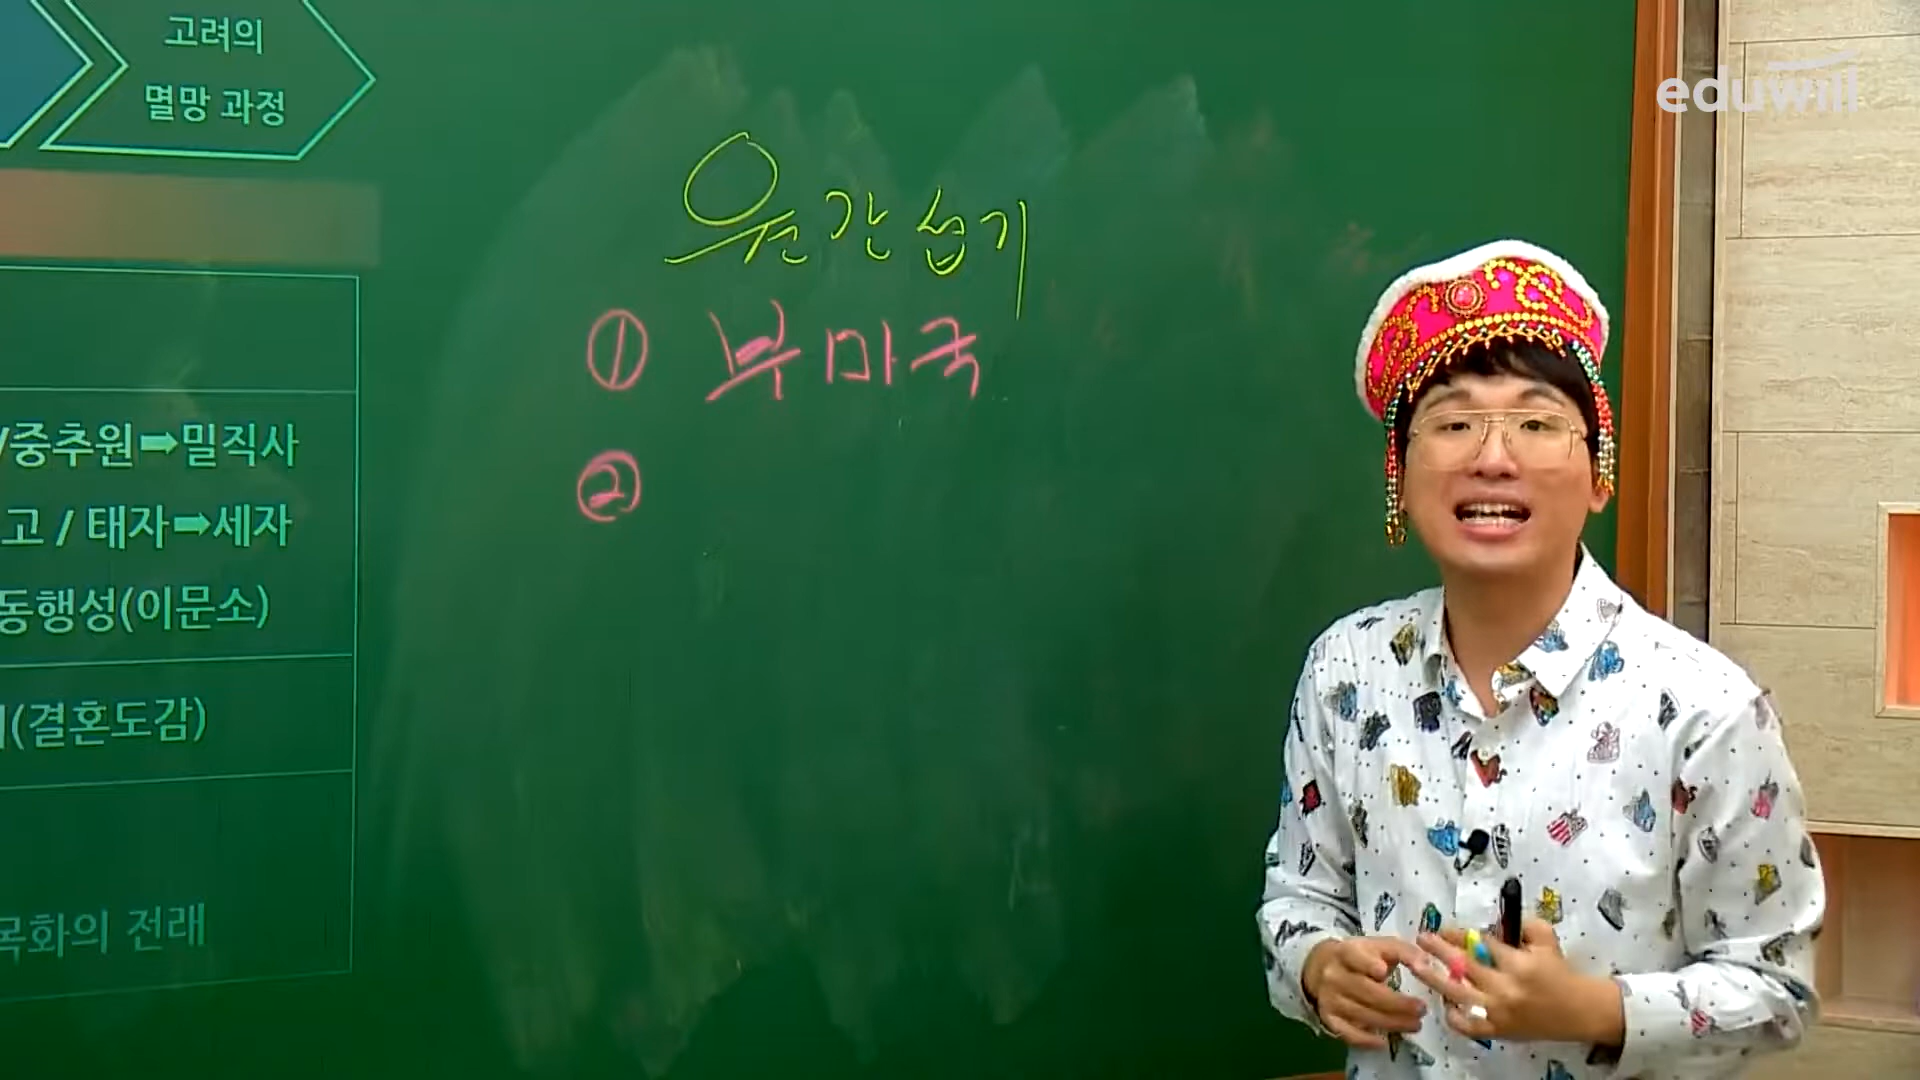 고려의
멸망 과정
eduwill
원간섭기
① 부마국
②
/중추원➡밀직사
고 / 태자➡세자
동행성(이문소)
(결혼도감)
목화의 전래